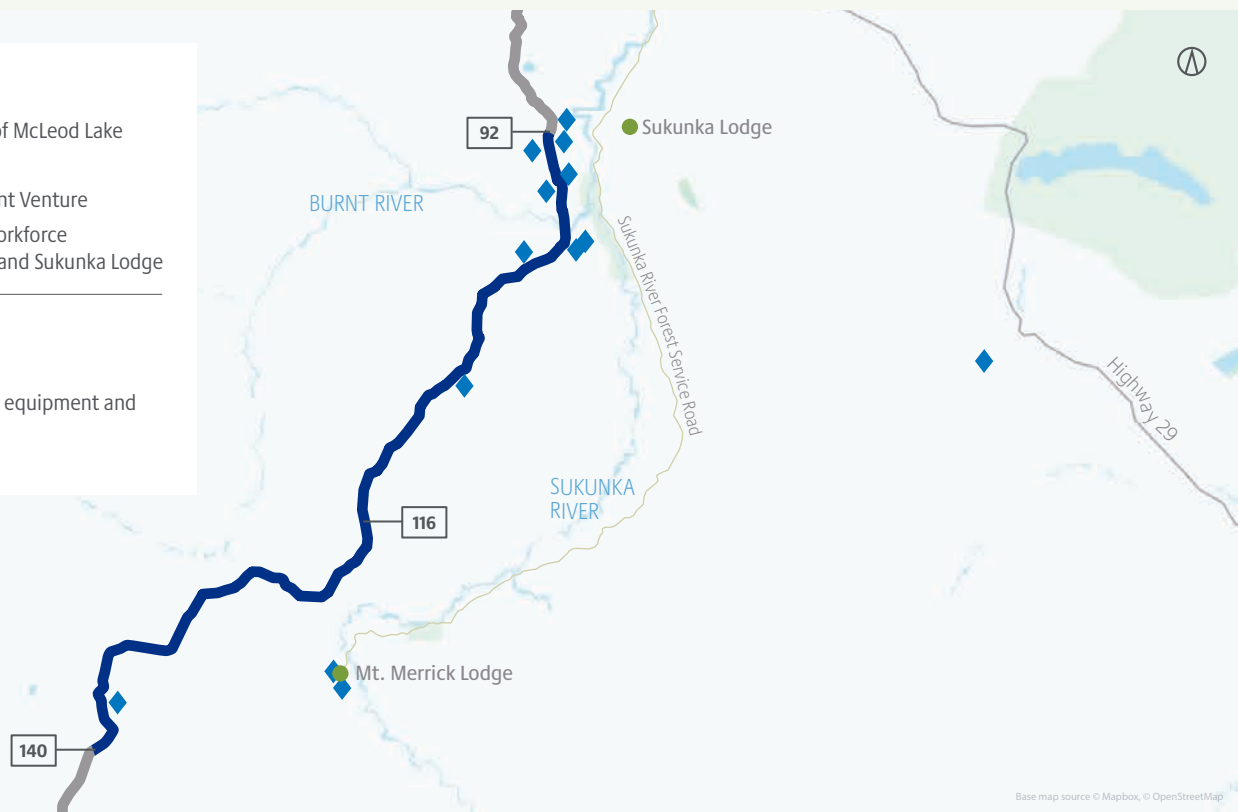 of McLeod Lake
nt Venture
orkforce
and Sukunka Lodge
equipment and
92
Sukunka Lodge
BURNT RIVER
Sukunka River Forest Service Road
Highway 29
116
SUKUNKA
RIVER
Mt. Merrick Lodge
140
Base map source © Mapbox, © OpenStreetMap